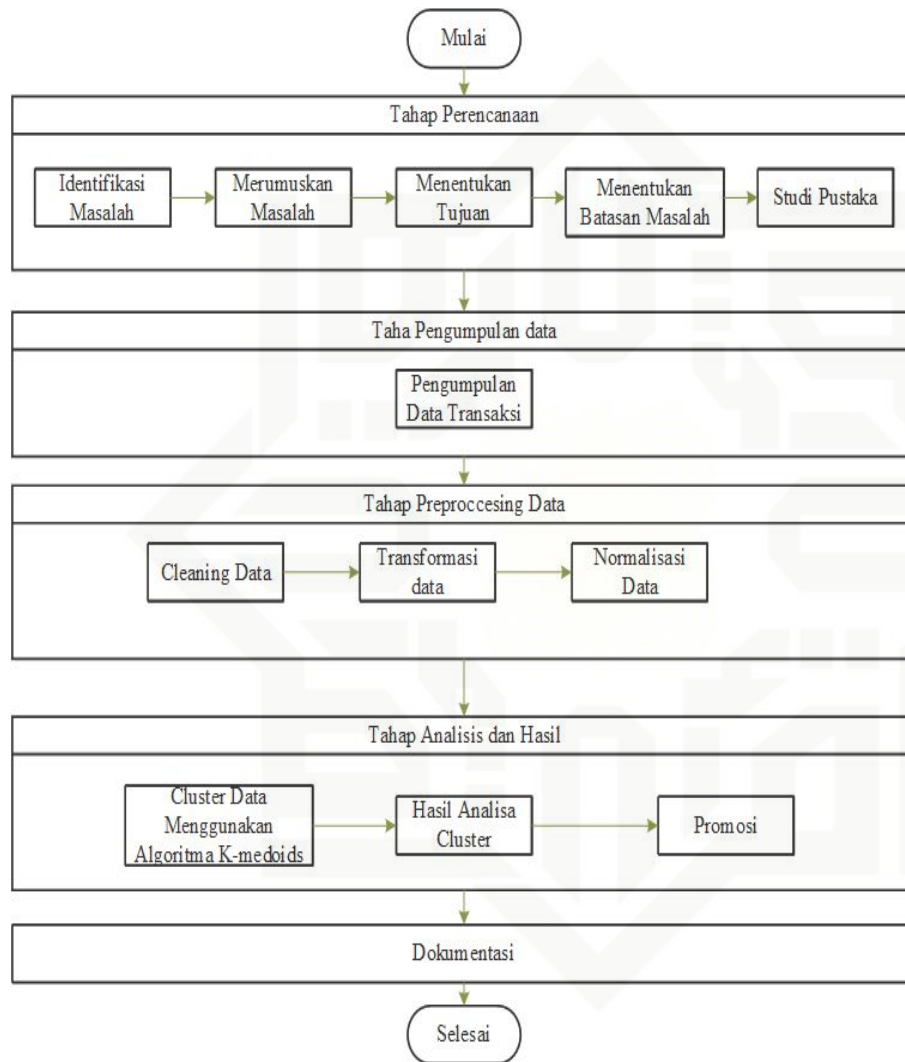 Mulai
Tahap Perencanaan
Identifikasi
Masalah
Merumuskan
Masalah
Menentukan
Tujuan
Menentukan
Batasan Masalah
Studi Pustaka
Taha Pengumpulan data
Pengumpulan
Data Transaksi
Tahap Preproccesing Data
Cleaning Data
Transformasi
data
Normalisasi
Data
Tahap Analisis dan Hasil
Cluster Data
Menggunakan
Algoritma K-medoids
Hasil Analisa
Cluster
Promosi
Dokumentasi
Selesai